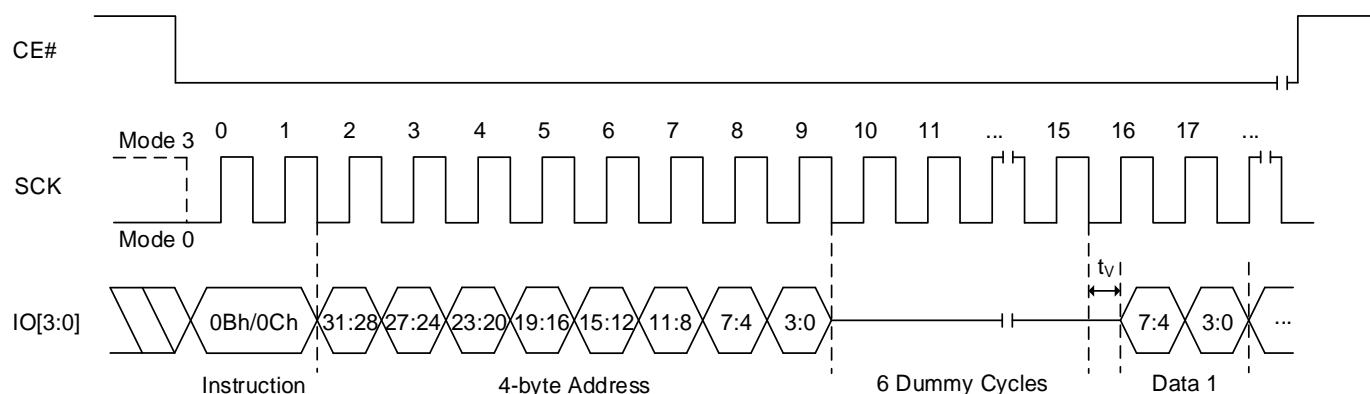 CE#
0 1 2 3 4 5 6 7 8 9 10 11 ... 15 16 17 ...
Mode 3
SCK
Mode 0
tV
IO[3:0] 0Bh/0Ch 31:28 27:24 23:20 19:16 15:12 11:8 7:4 3:0 7:4 3:0 ...
Instruction 4-byte Address 6 Dummy Cycles Data 1